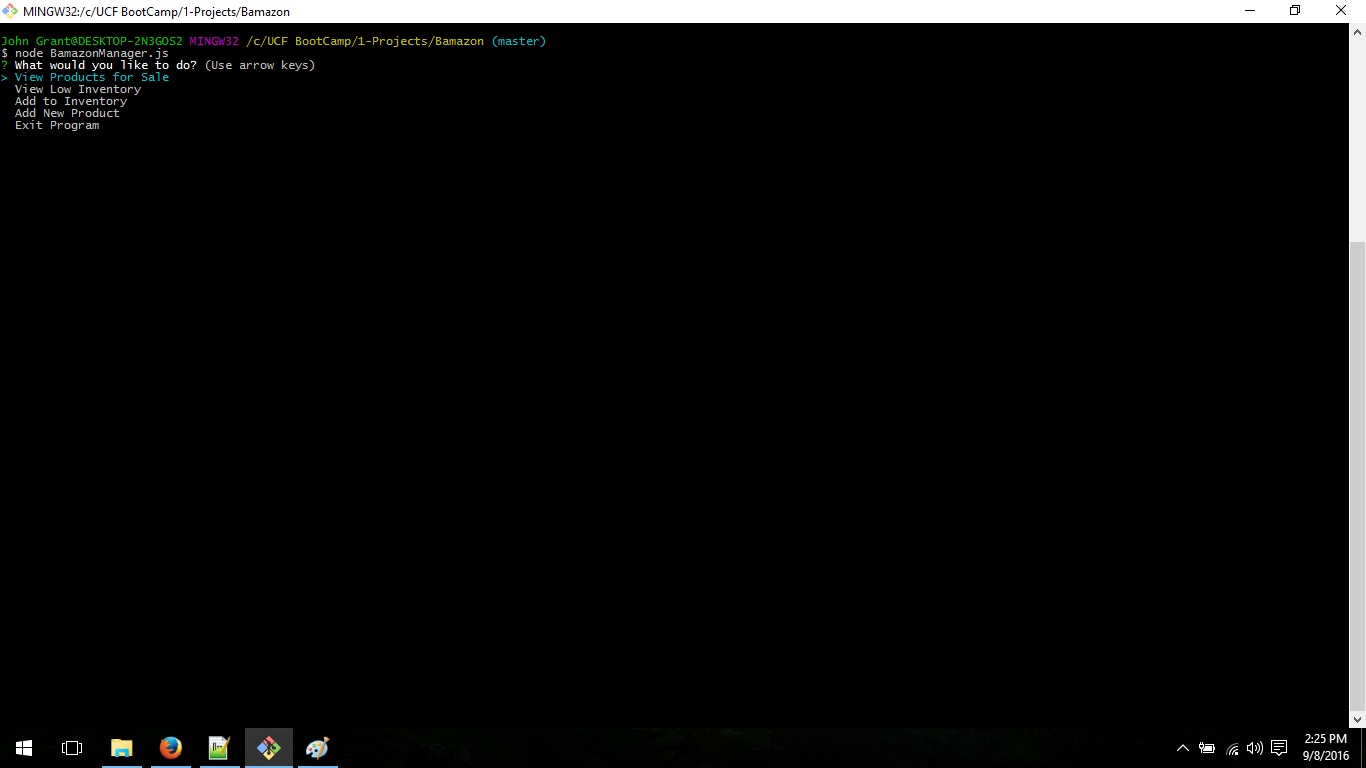 MINGW32:/c/UCF BootCamp/1-Projects/Bamazon
John Grant@DESKTOP-2N3GOS2 MINGW32 /c/UCF BootCamp/1-Projects/Bamazon (master)
$ node BamazonManager.js
? What would you like to do? (Use arrow keys)
> View Products for Sale
View Low Inventory
Add to Inventory
Add New Product
Exit Program
2:25 PM
9/8/2016